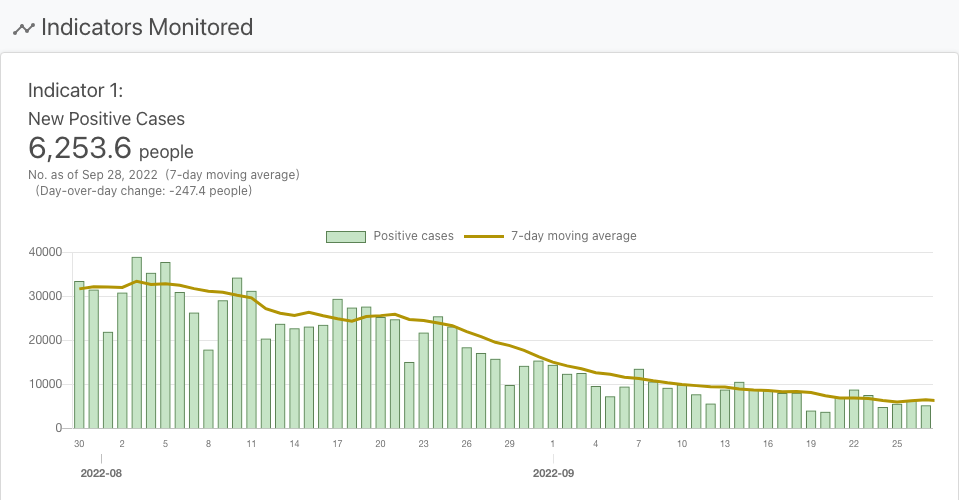 Indicators Monitored
Indicator 1:
New Positive Cases
6,253.6 people
No. as of Sep 28, 2022 (7-day moving average)
(Day-over-day change: -247.4 people)
Positive cases 7-day moving average
40000
30000
20000
10000
0
30 2 5 8 11 14 17 20 23 26 29 1 4 7 10 13 16 19 22 25
2022-08 2022-09